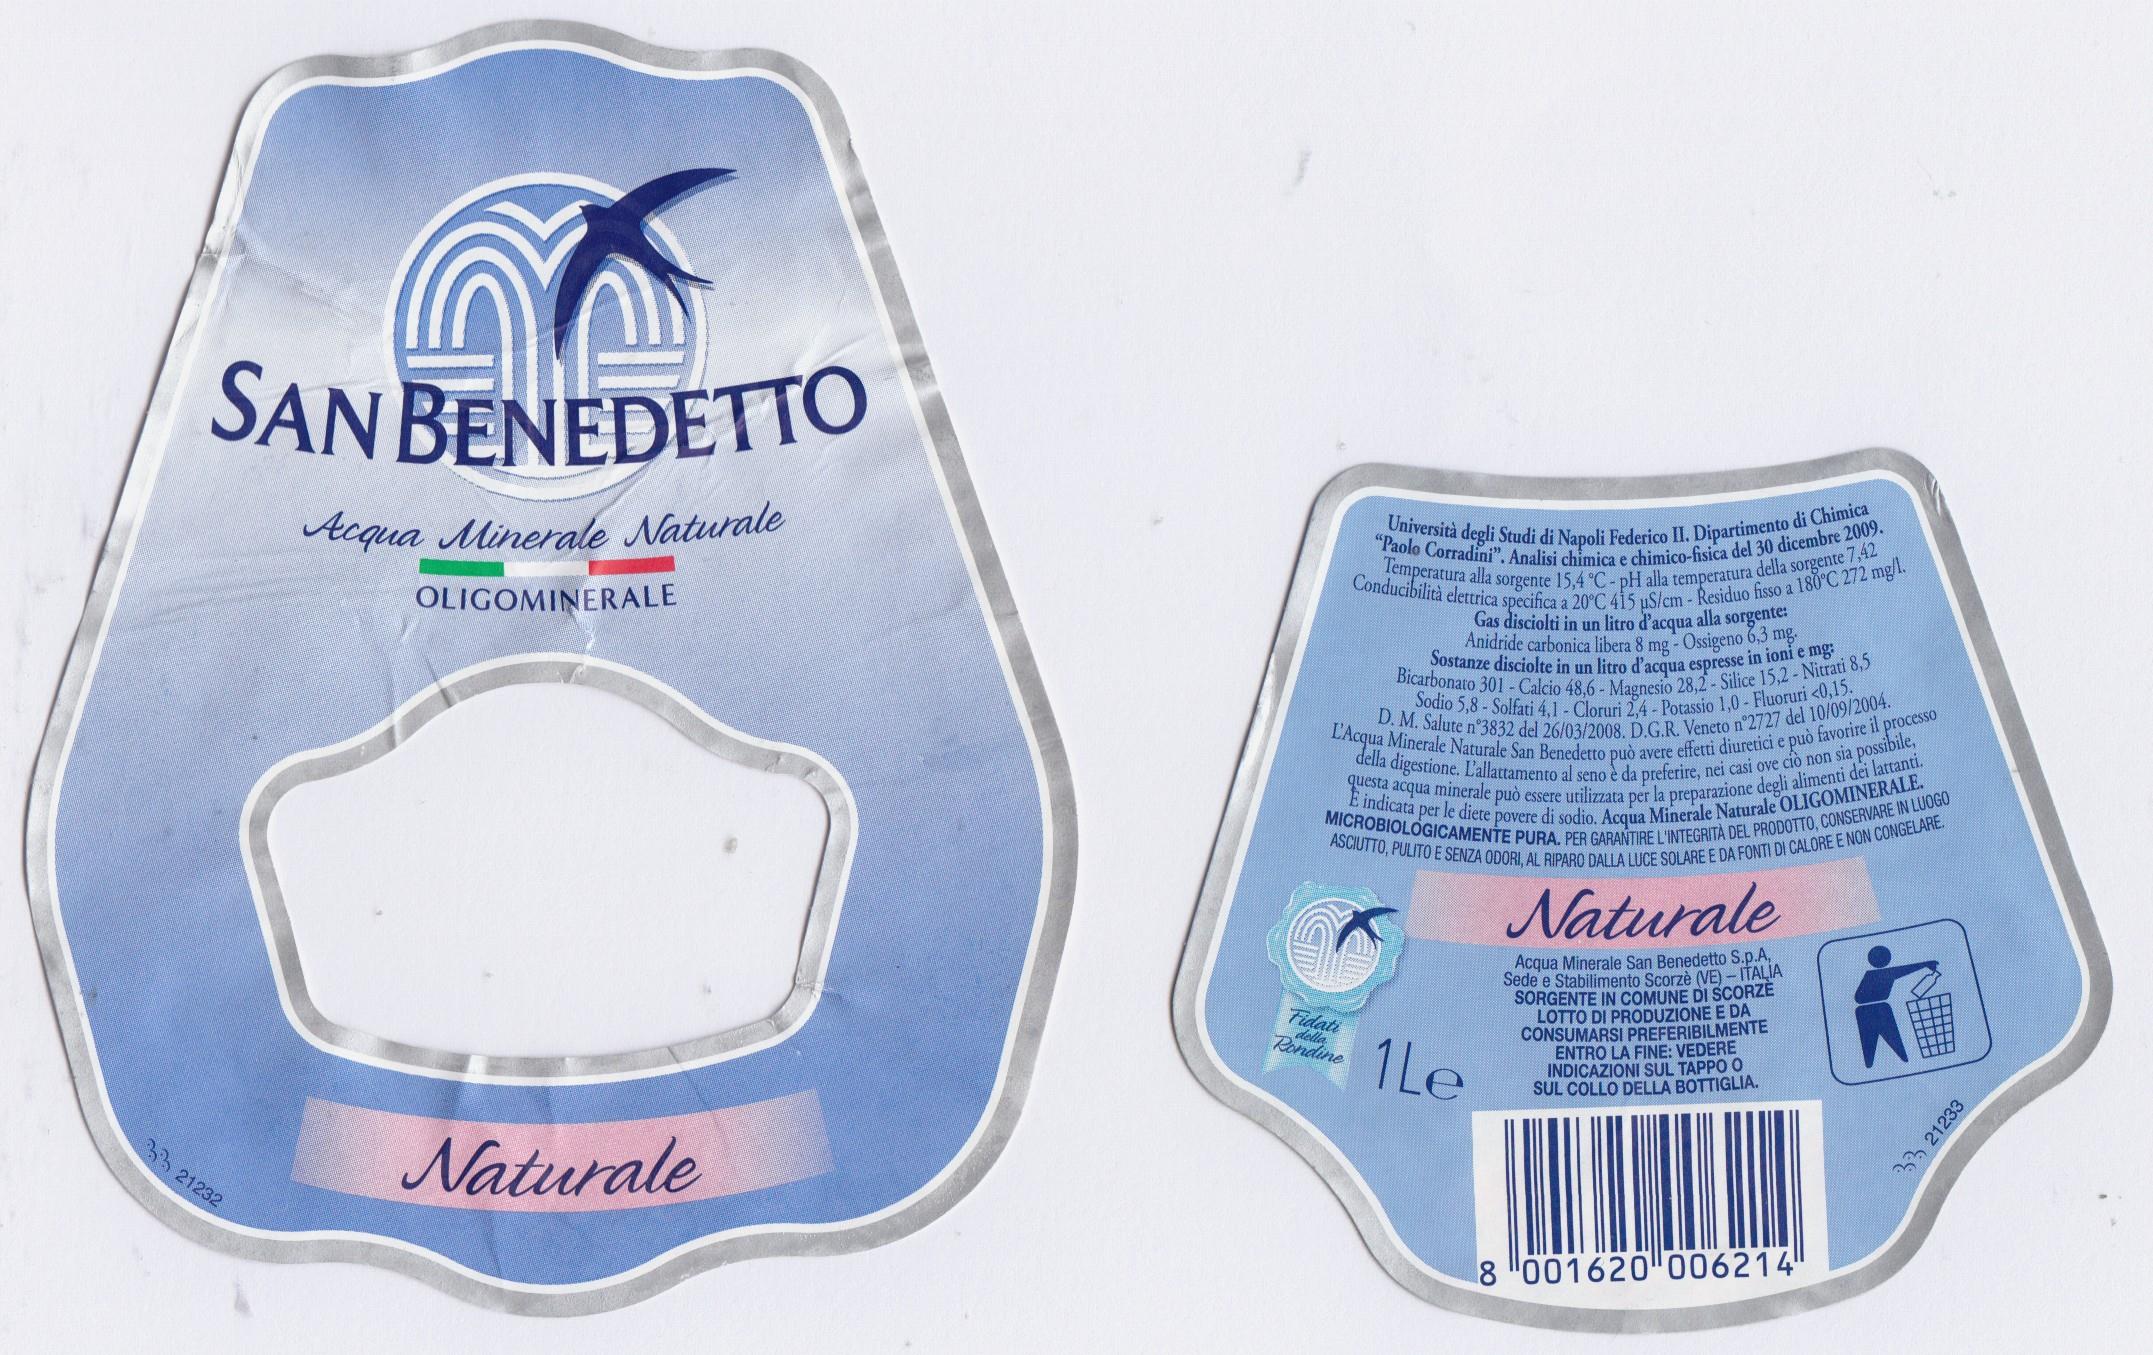 SAN BENEDETTO
Acqua Minerale Naturale
OLIGOMINERALE
Naturale
21232
Università degli Studi di Napoli Federico II. Dipartimento di Chimica
“Paolo Corradini”. Analisi chimica e chimico-fisica del 30 dicembre 2009.
Temperatura alla sorgente 15,4 °C - pH alla temperatura della sorgente 7,42
Conducibilità elettrica specifica a 20°C 415 µS/cm - Residuo fisso a 180°C 272 mg/l.
Gas disciolti in un litro d’acqua alla sorgente:
Anidride carbonica libera 8 mg - Ossigeno 6,3 mg.
Sostanze disciolte in un litro d’acqua espresse in ioni e mg:
Bicarbonato 301 - Calcio 48,6 - Magnesio 28,2 - Silice 15,2 - Nitrati 8,5
Sodio 5,8 - Solfati 4,1 - Cloruri 2,4 - Potassio 1,0 - Fluoruri <0,15.
D. M. Salute n°3832 del 26/03/2008. D.G.R. Veneto n°2727 del 10/09/2004.
L’Acqua Minerale Naturale San Benedetto può avere effetti diuretici e può favorire il processo
della digestione. L’allattamento al seno è da preferire, nei casi ove ciò non sia possibile,
questa acqua minerale può essere utilizzata per la preparazione degli alimenti dei lattanti.
È indicata per le diete povere di sodio. Acqua Minerale Naturale OLIGOMINERALE.
MICROBIOLOGICAMENTE PURA. PER GARANTIRE L’INTEGRITÀ DEL PRODOTTO, CONSERVARE IN LUOGO
ASCIUTTO, PULITO E SENZA ODORI, AL RIPARO DALLA LUCE SOLARE E DA FONTI DI CALORE E NON CONGELARE.
Naturale
Acqua Minerale San Benedetto S.p.A,
Sede e Stabilimento Scorzè (VE) – ITALIA
SORGENTE IN COMUNE DI SCORZÈ
LOTTO DI PRODUZIONE E DA
CONSUMARSI PREFERIBILMENTE
ENTRO LA FINE: VEDERE
INDICAZIONI SUL TAPPO O
SUL COLLO DELLA BOTTIGLIA.
Fidati
della
Rondine
1 L e
21233
8 001620 006214